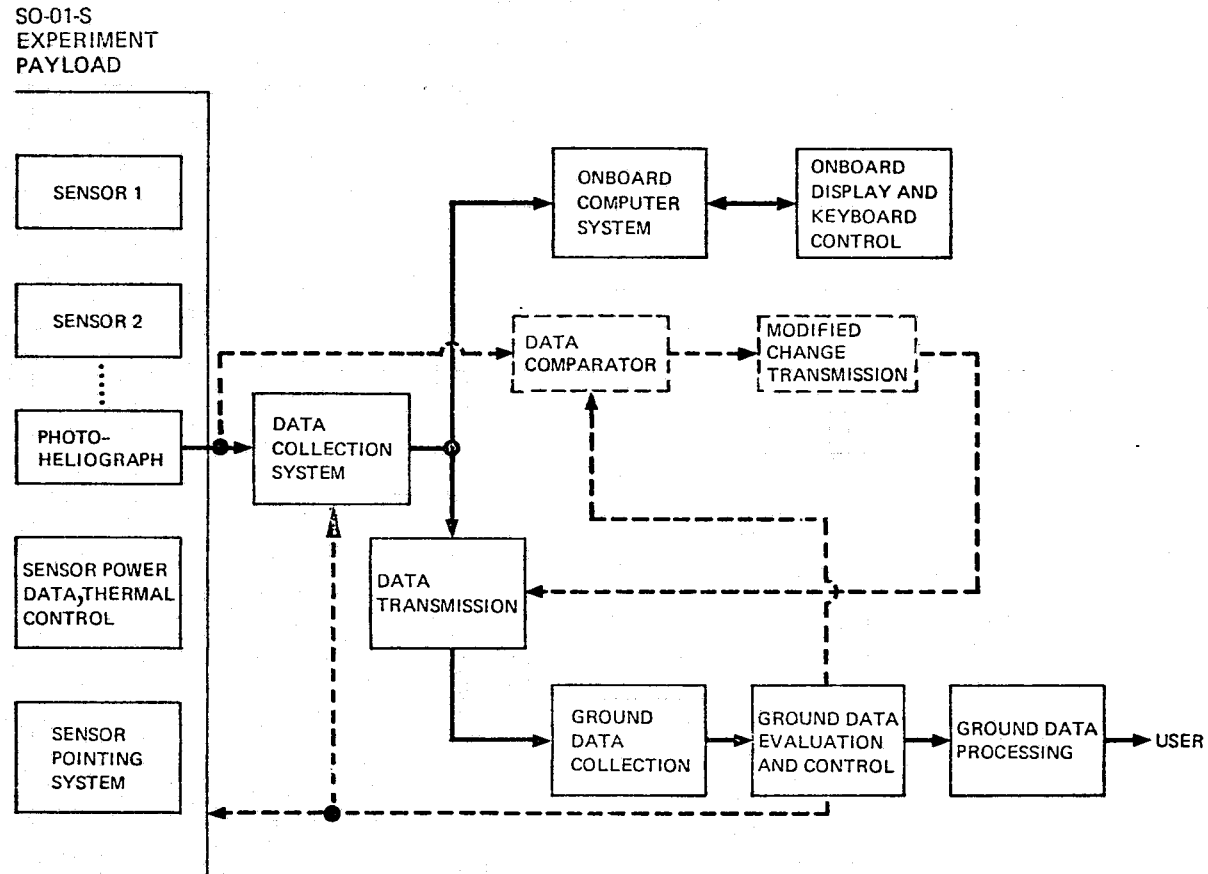 SO-01-S
EXPERIMENT
PAYLOAD
SENSOR 1
SENSOR 2
PHOTO-
HELIOGRAPH
SENSOR POWER
DATA,THERMAL
CONTROL
SENSOR
POINTING
SYSTEM
DATA
COLLECTION
SYSTEM
ONBOARD
COMPUTER
SYSTEM
ONBOARD
DISPLAY AND
KEYBOARD
CONTROL
DATA
COMPARATOR
MODIFIED
CHANGE
TRANSMISSION
DATA
TRANSMISSION
GROUND
DATA
COLLECTION
GROUND DATA
EVALUATION
AND CONTROL
GROUND DATA
PROCESSING
USER